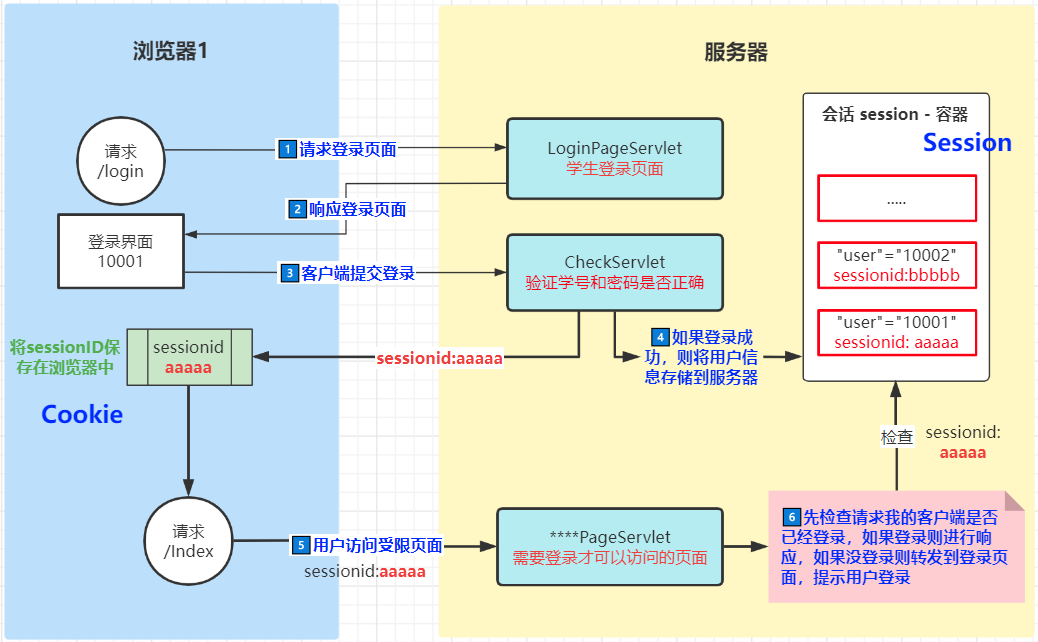 浏览器1
服务器
请求
/login
1 请求登录页面
LoginPageServlet
学生登录页面
2 响应登录页面
登录界面
10001
3 客户端提交登录
CheckServlet
验证学号和密码是否正确
会话 session - 容器
Session
.....
"user"="10002"
sessionid:bbbbb
"user"="10001"
sessionid: aaaaa
将sessionID保
存在浏览器中
sessionid
aaaaa
Cookie
sessionid:aaaaa
4 如果登录成
功，则将用户信
息存储到服务器
检查
sessionid:
aaaaa
请求
/Index
5 用户访问受限页面
sessionid:aaaaa
****PageServlet
需要登录才可以访问的页面
6 先检查请求我的客户端是否
已经登录，如果登录则进行响
应，如果没登录则转发到登录页
面，提示用户登录